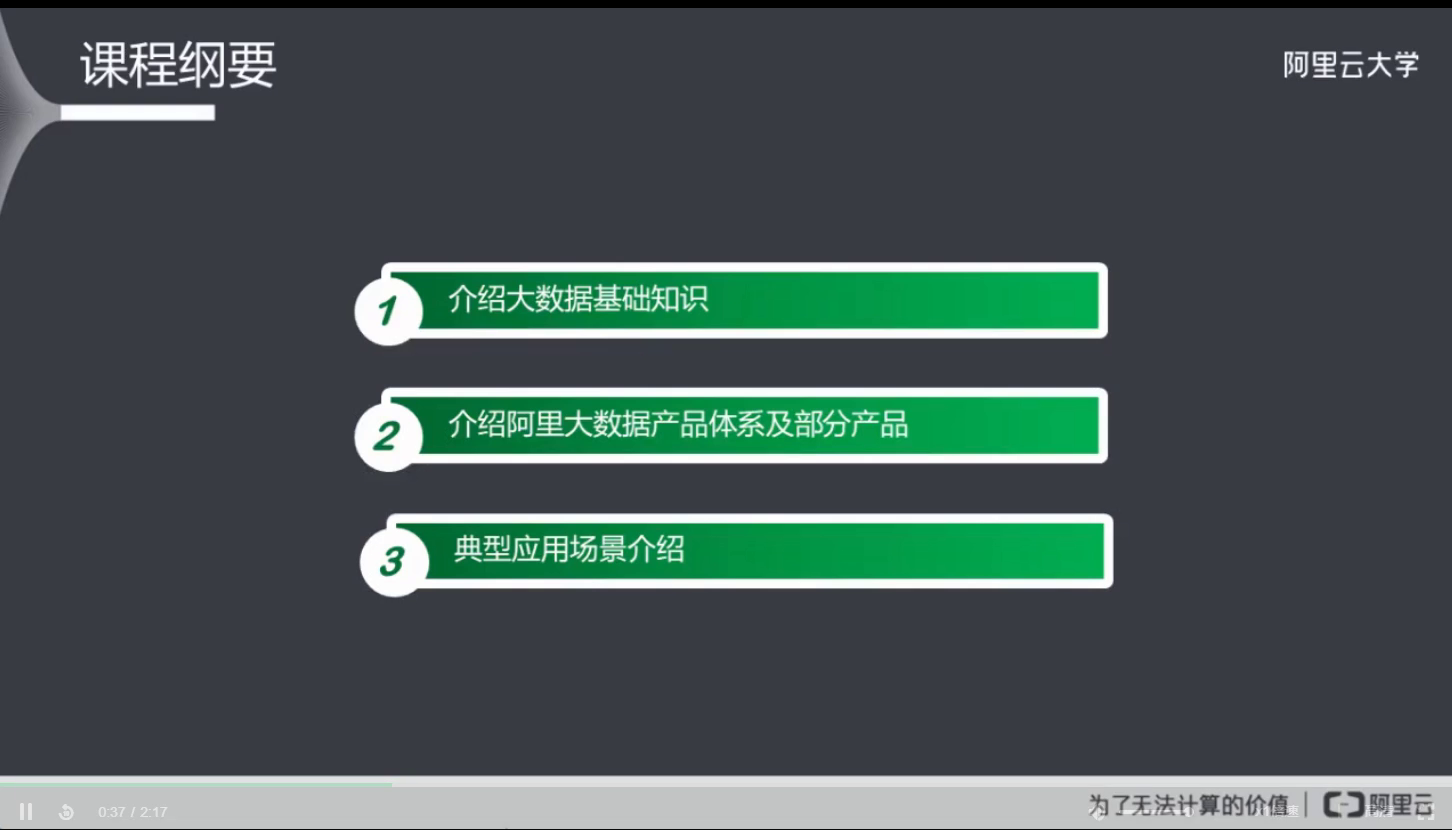 课程纲要
阿里云大学
1 介绍大数据基础知识
2 介绍阿里大数据产品体系及部分产品
3 典型应用场景介绍
0:37 / 2:17
为了无法计算的价值 | 阿里云